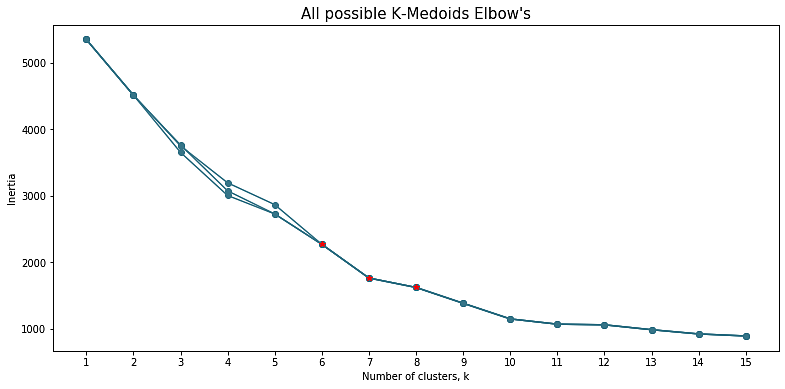 All possible K-Medoids Elbow's
5000
4000
3000
2000
1000
Inertia
1 2 3 4 5 6 7 8 9 10 11 12 13 14 15
Number of clusters, k